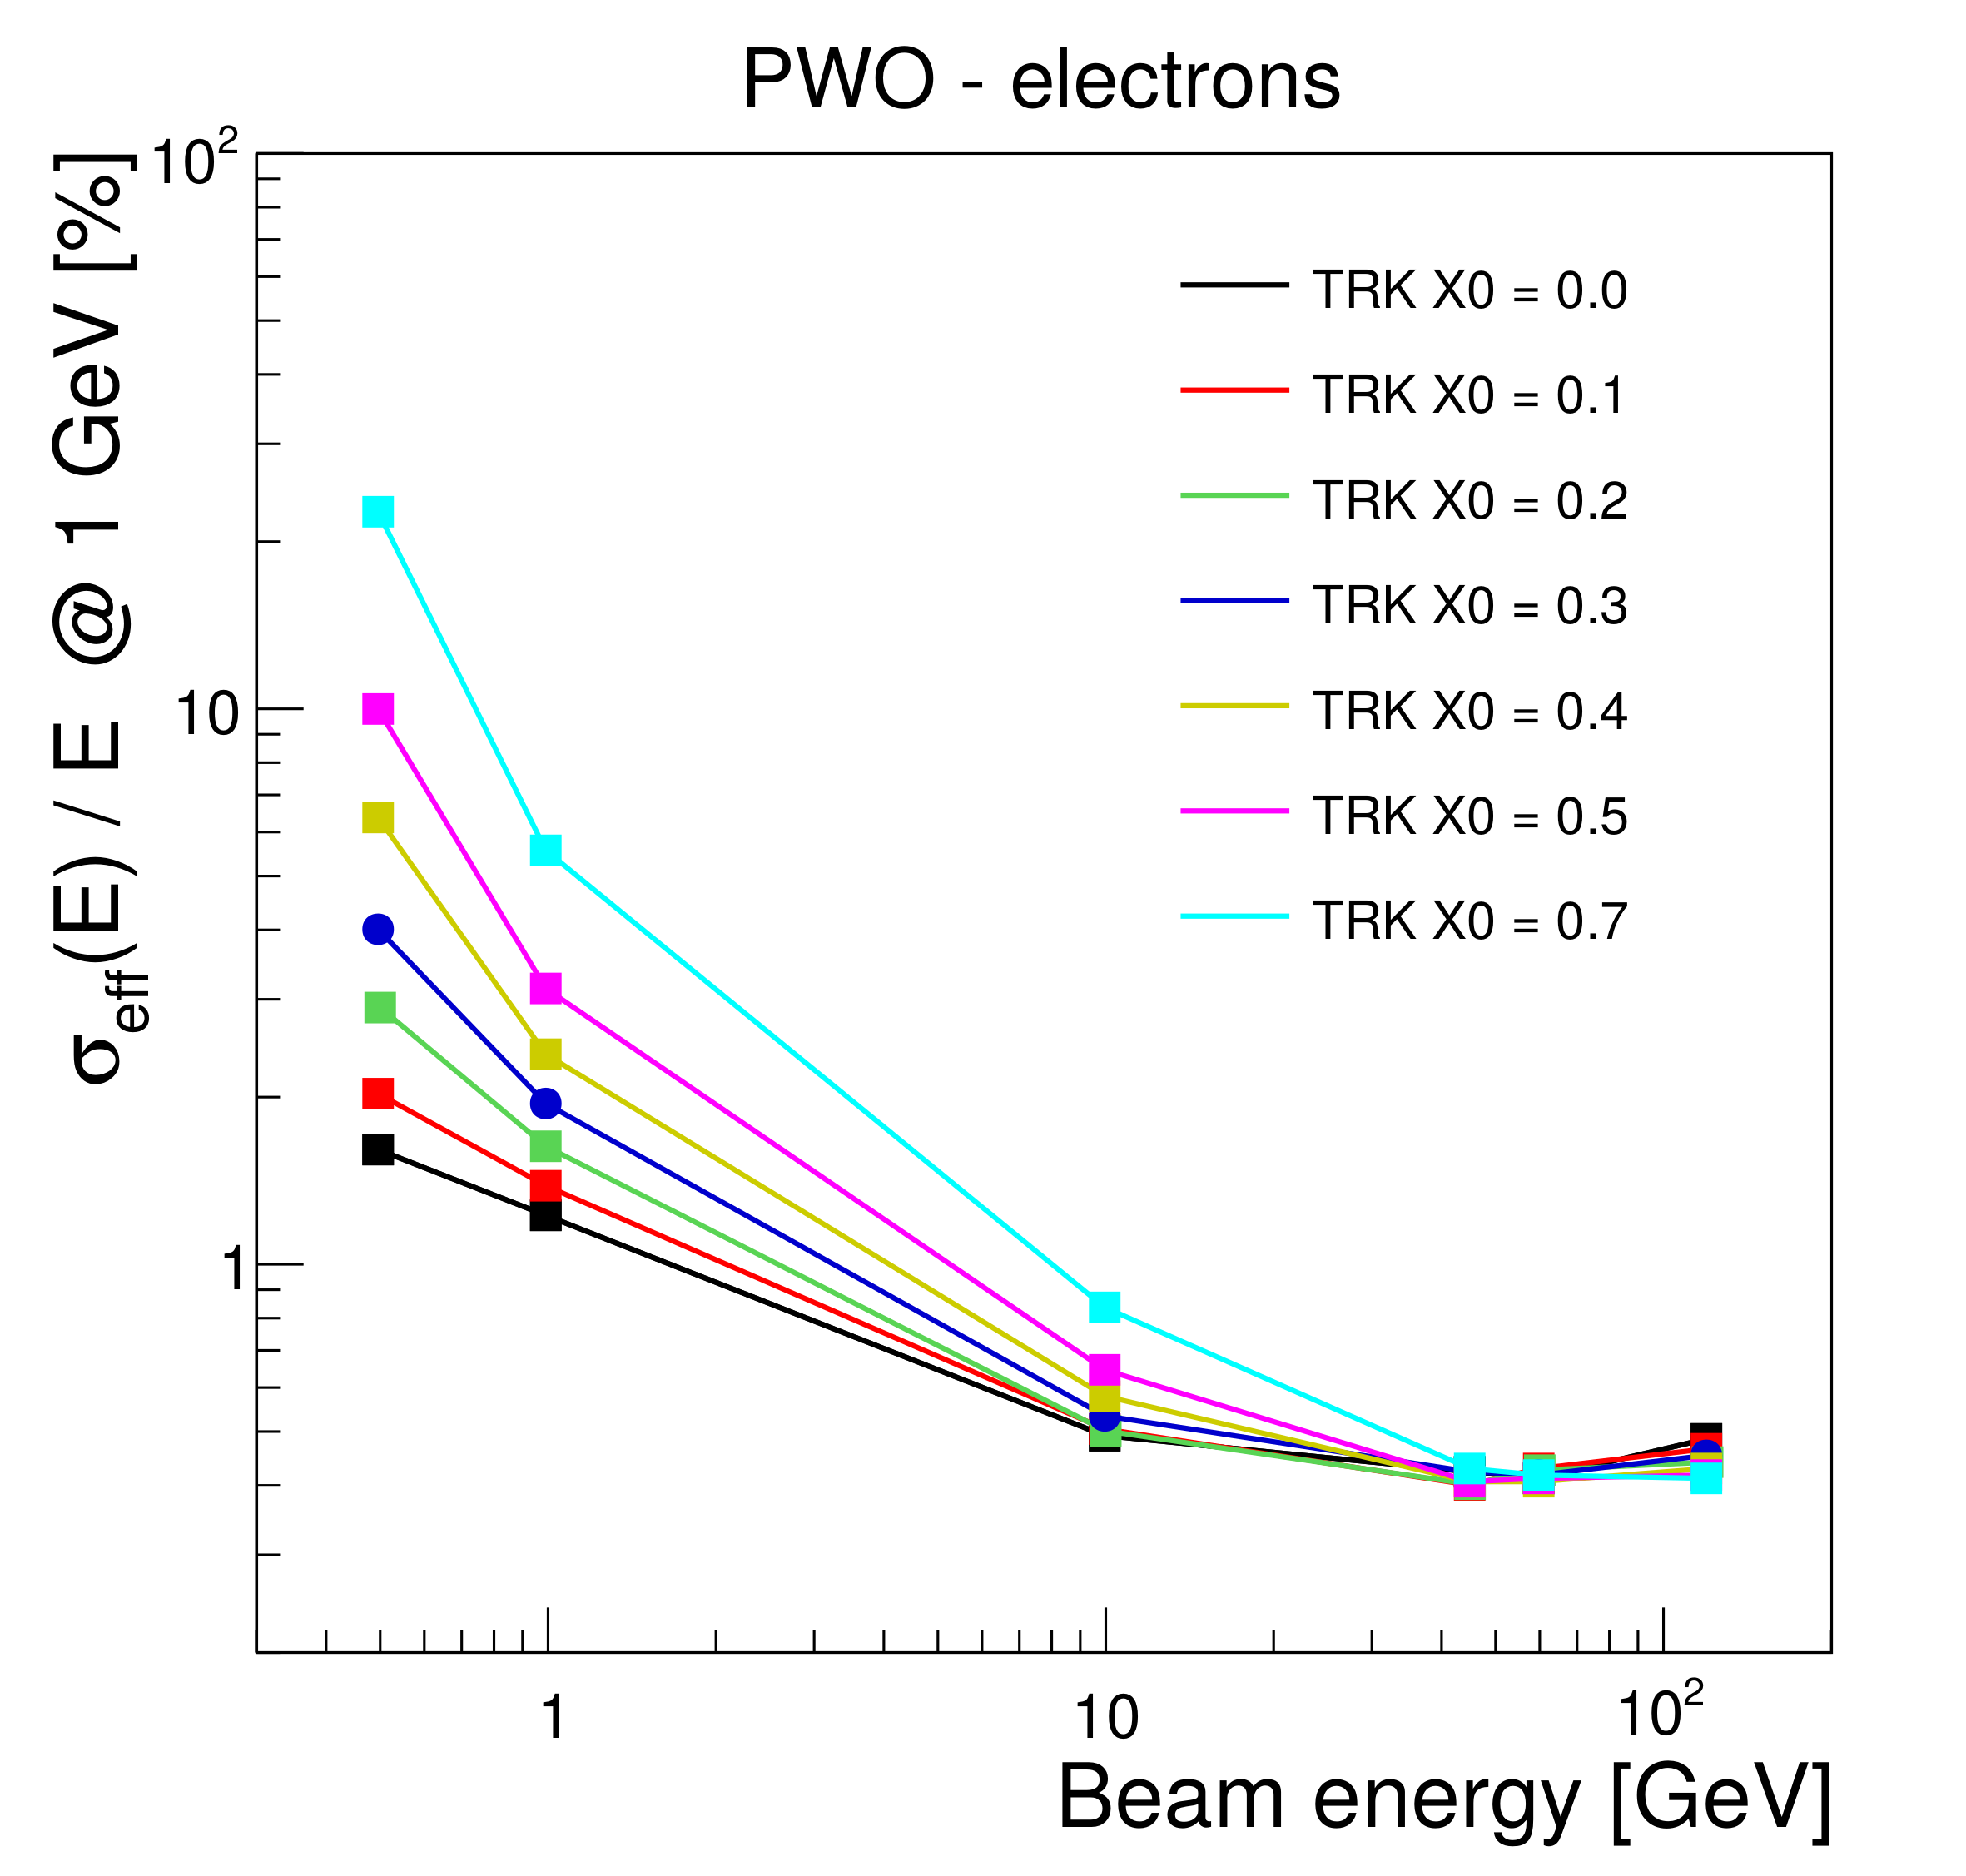 PWO - electrons
σeff(E) / E @ 1 GeV [%]
10²
10
1
TRK X0 = 0.0
TRK X0 = 0.1
TRK X0 = 0.2
TRK X0 = 0.3
TRK X0 = 0.4
TRK X0 = 0.5
TRK X0 = 0.7
1 10 10²
Beam energy [GeV]